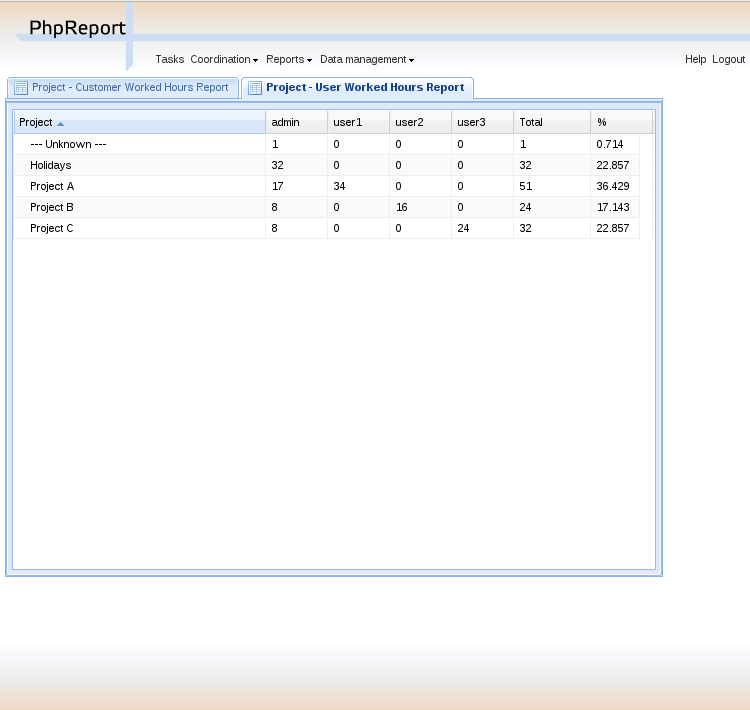 PhpReport
Tasks Coordination Reports Data management Help Logout
Project - Customer Worked Hours Report Project - User Worked Hours Report
Project admin user1 user2 user3 Total %
--- Unknown --- 1 0 0 0 1 0.714
Holidays 32 0 0 0 32 22.857
Project A 17 34 0 0 51 36.429
Project B 8 0 16 0 24 17.143
Project C 8 0 0 24 32 22.857